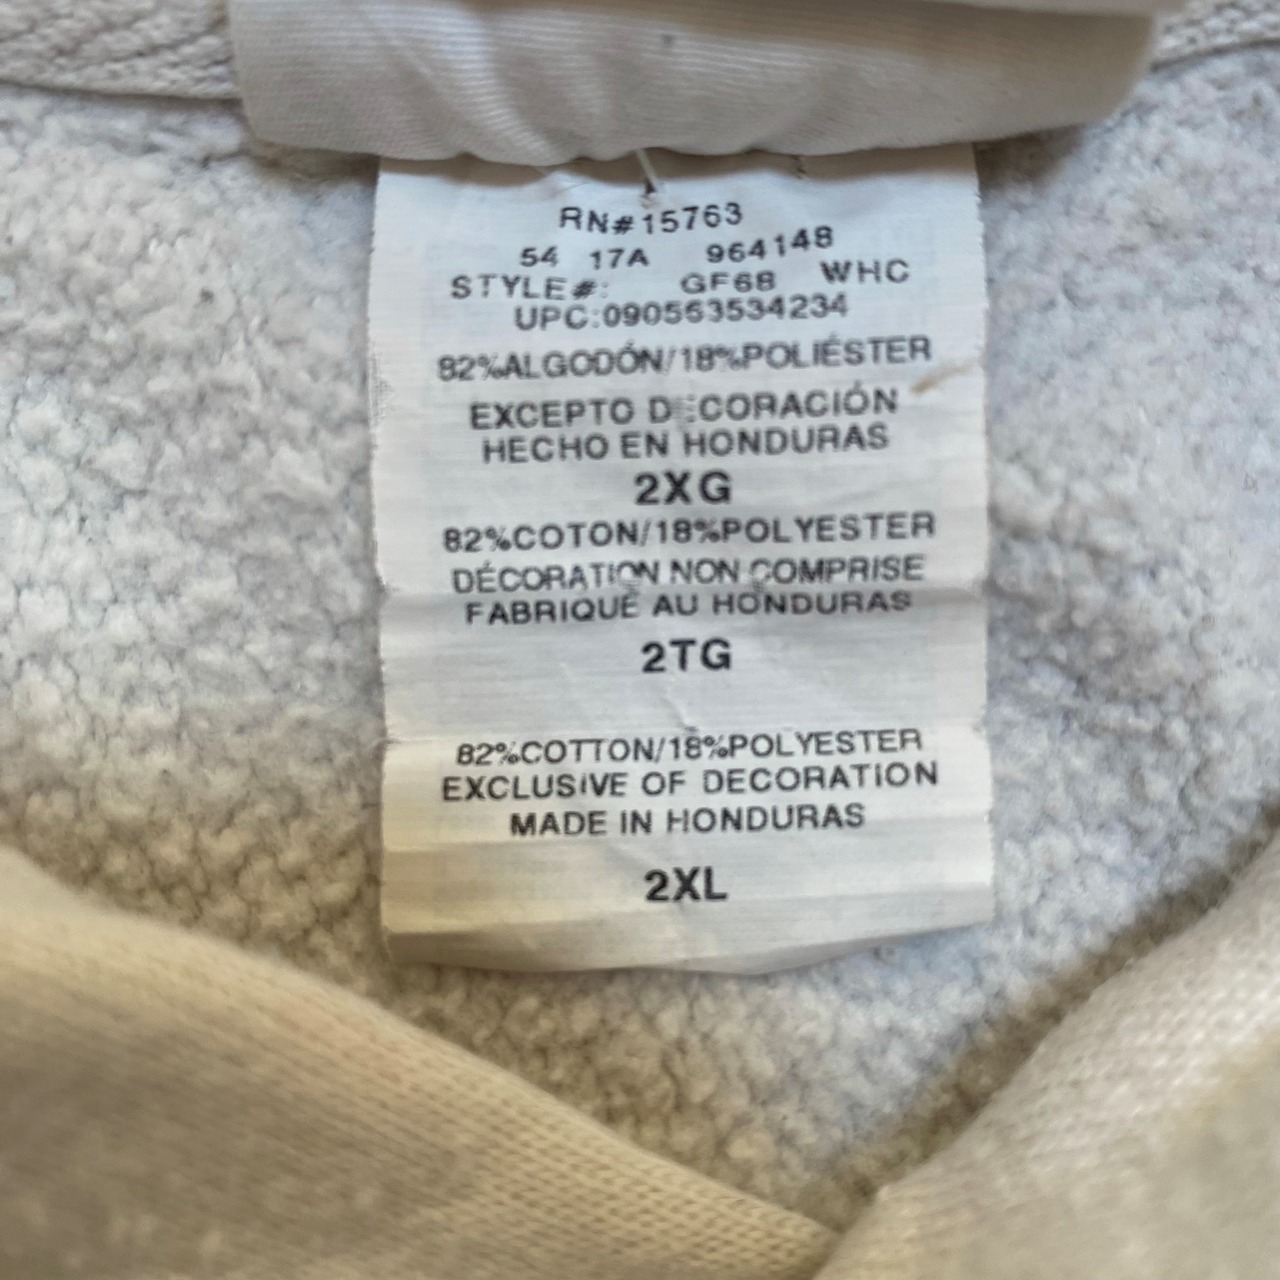 RN#15763
54 17A 964148
STYLE#: GF68 WHC
UPC:090563534234
82%ALGODÓN/18%POLIÉSTER
EXCEPTO DECORACIÓN
HECHO EN HONDURAS
2XG
82%COTON/18%POLYESTER
DÉCORATION NON COMPRISE
FABRIQUÉ AU HONDURAS
2TG
82%COTTON/18%POLYESTER
EXCLUSIVE OF DECORATION
MADE IN HONDURAS
2XL